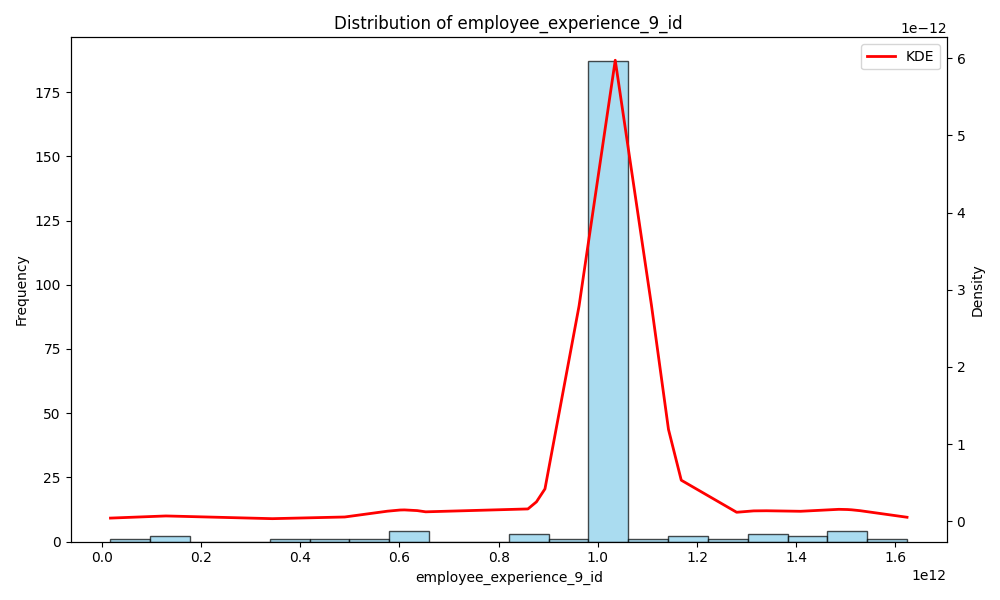 Distribution of employee_experience_9_id
1e−12
KDE
Frequency
175
150
125
100
75
50
25
0
6
5
4
3
2
1
0
Density
0.0 0.2 0.4 0.6 0.8 1.0 1.2 1.4 1.6
1e12
employee_experience_9_id